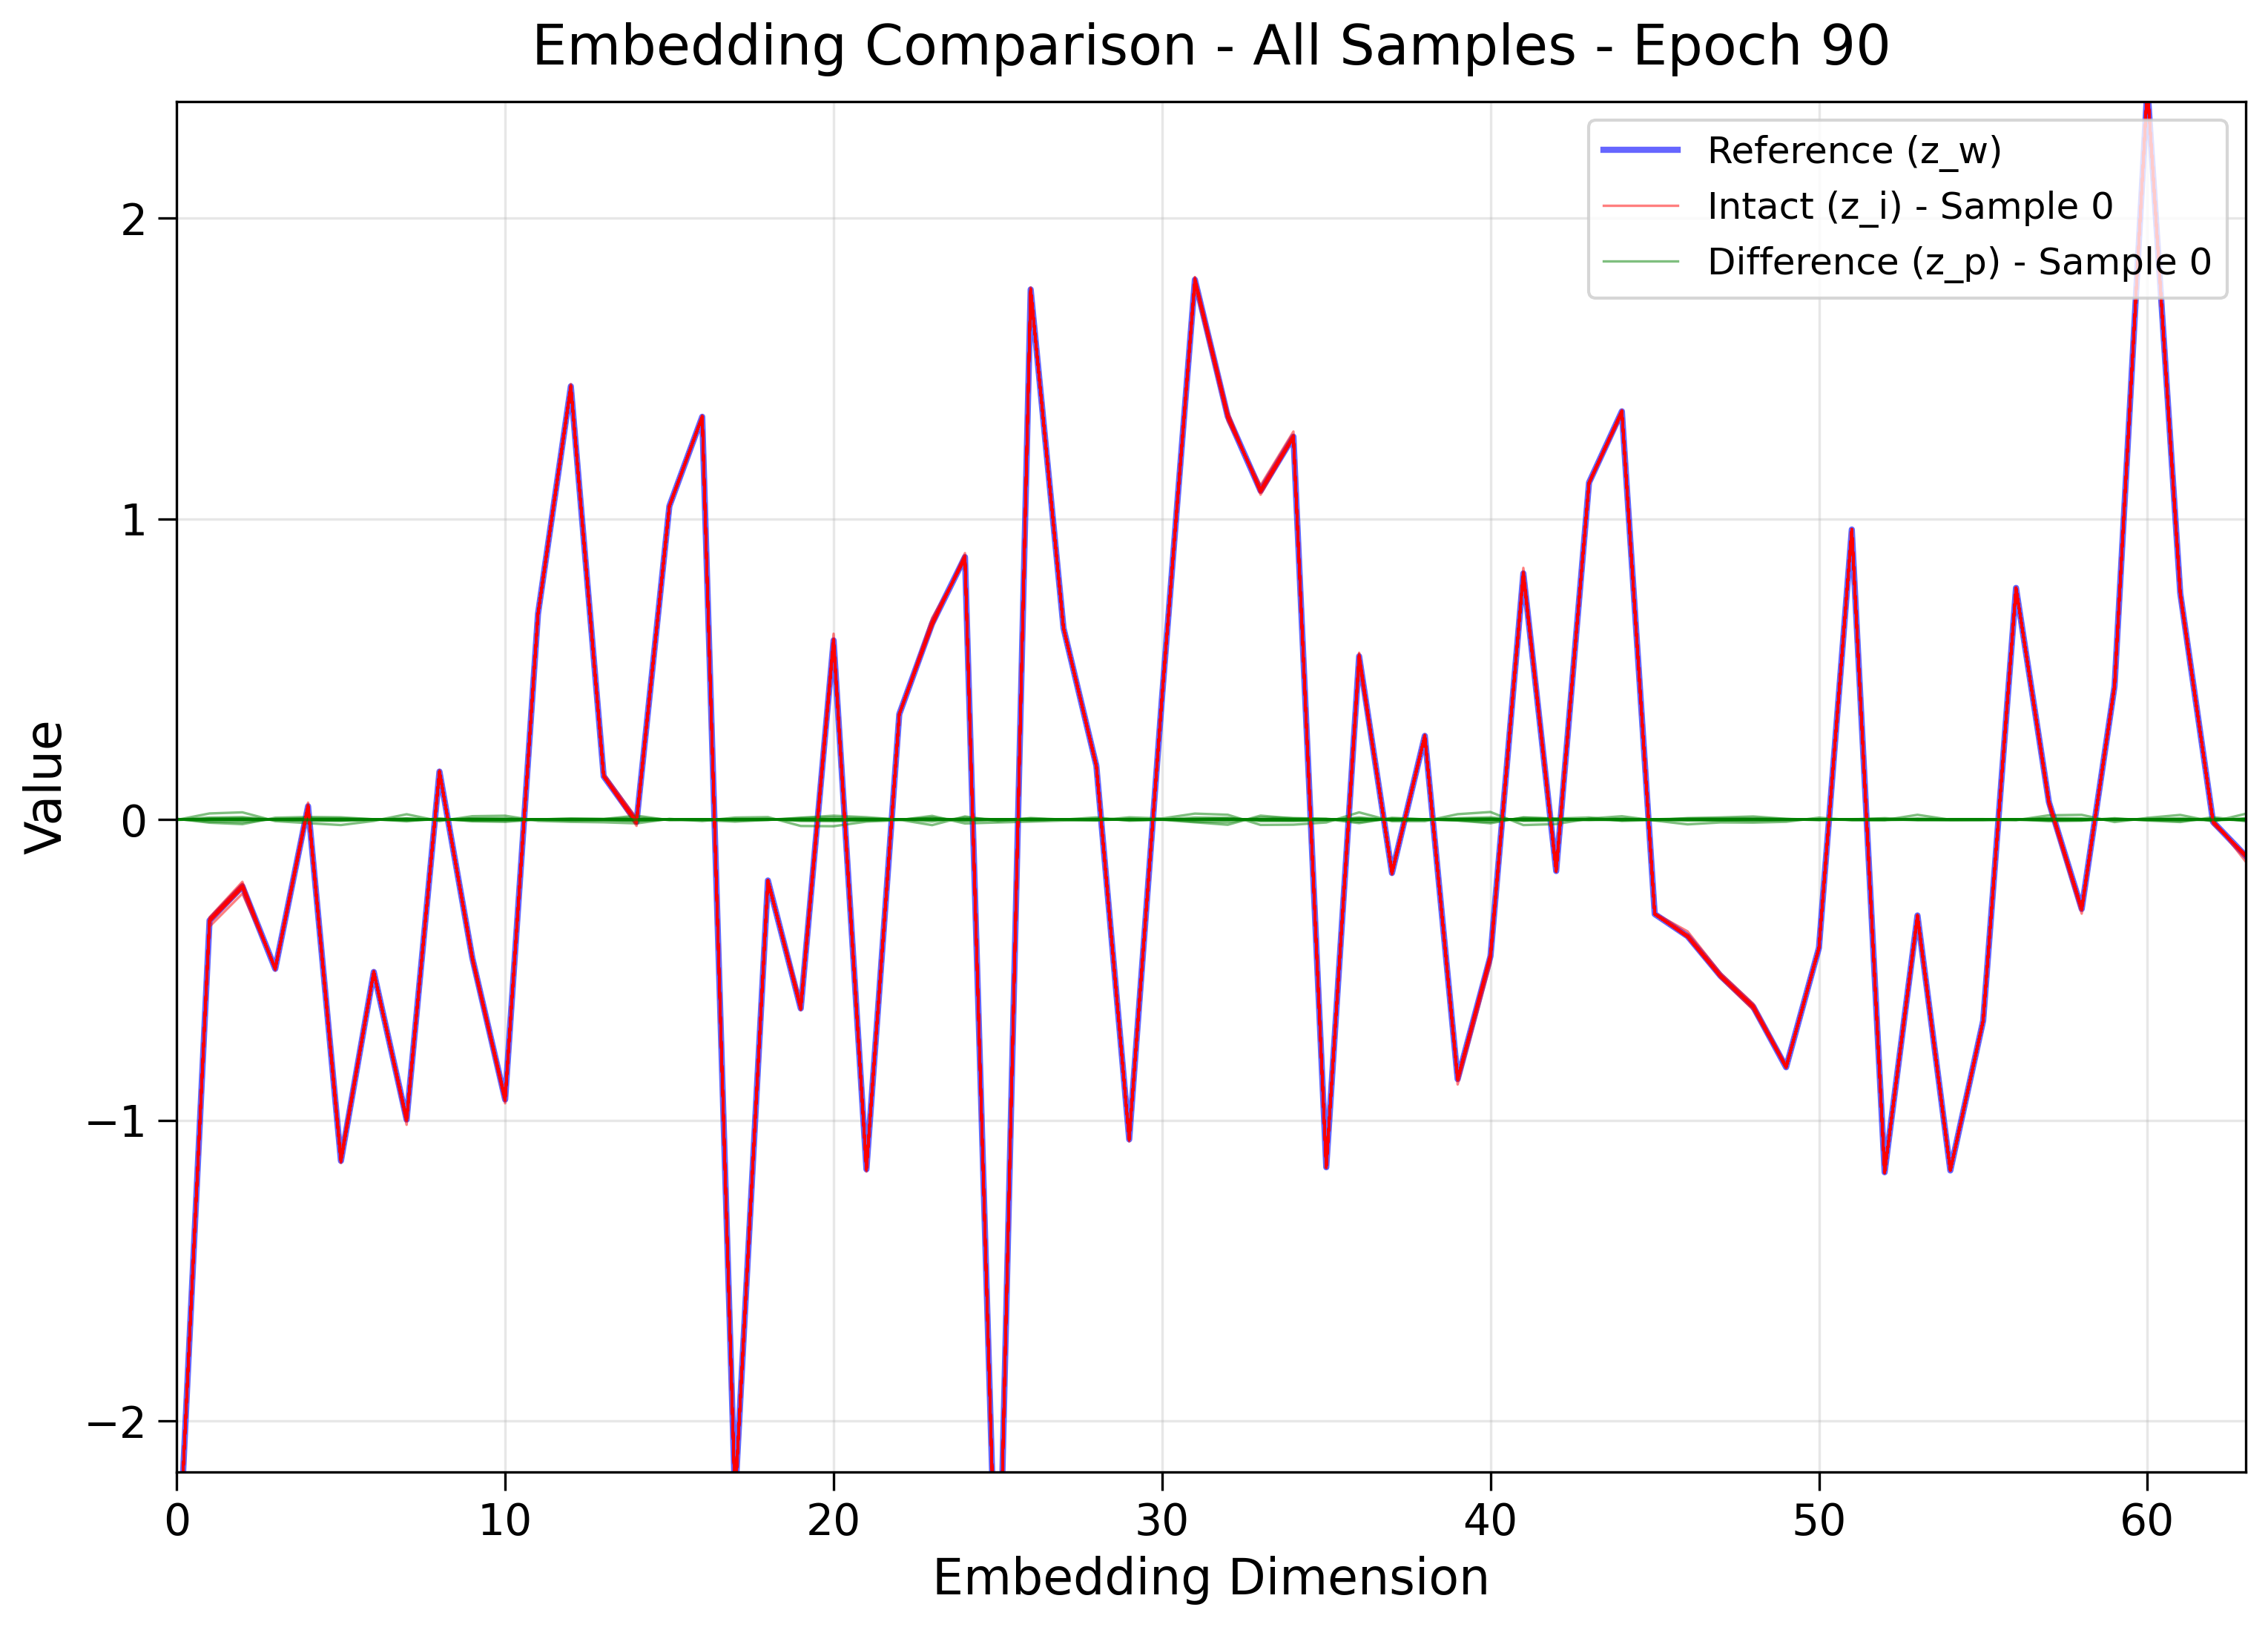 Embedding Comparison - All Samples - Epoch 90
Reference (z_w)
Intact (z_i) - Sample 0
Difference (z_p) - Sample 0
Value
2
1
0
−1
−2
0 10 20 30 40 50 60
Embedding Dimension